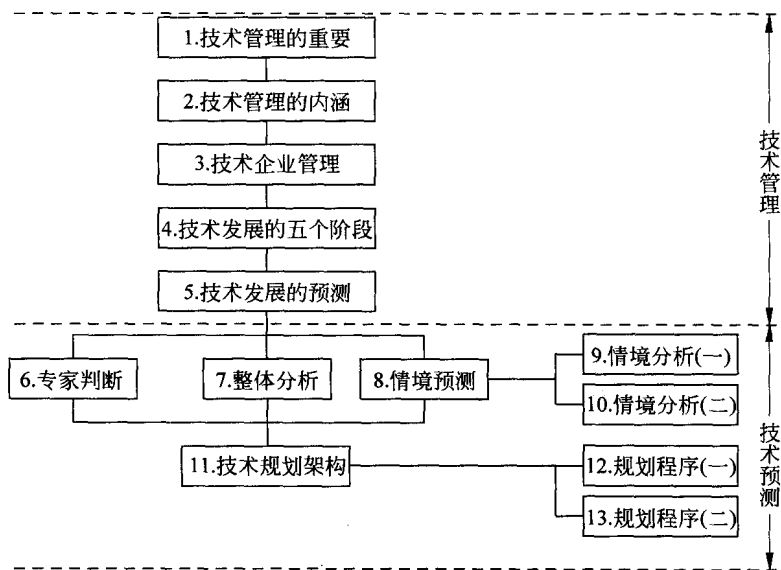 1.技术管理的重要
2.技术管理的内涵
3.技术企业管理
4.技术发展的五个阶段
5.技术发展的预测
技术管理
6.专家判断
7.整体分析
8.情境预测
9.情境分析(一)
10.情境分析(二)
11.技术规划架构
12.规划程序(一)
13.规划程序(二)
技术预测